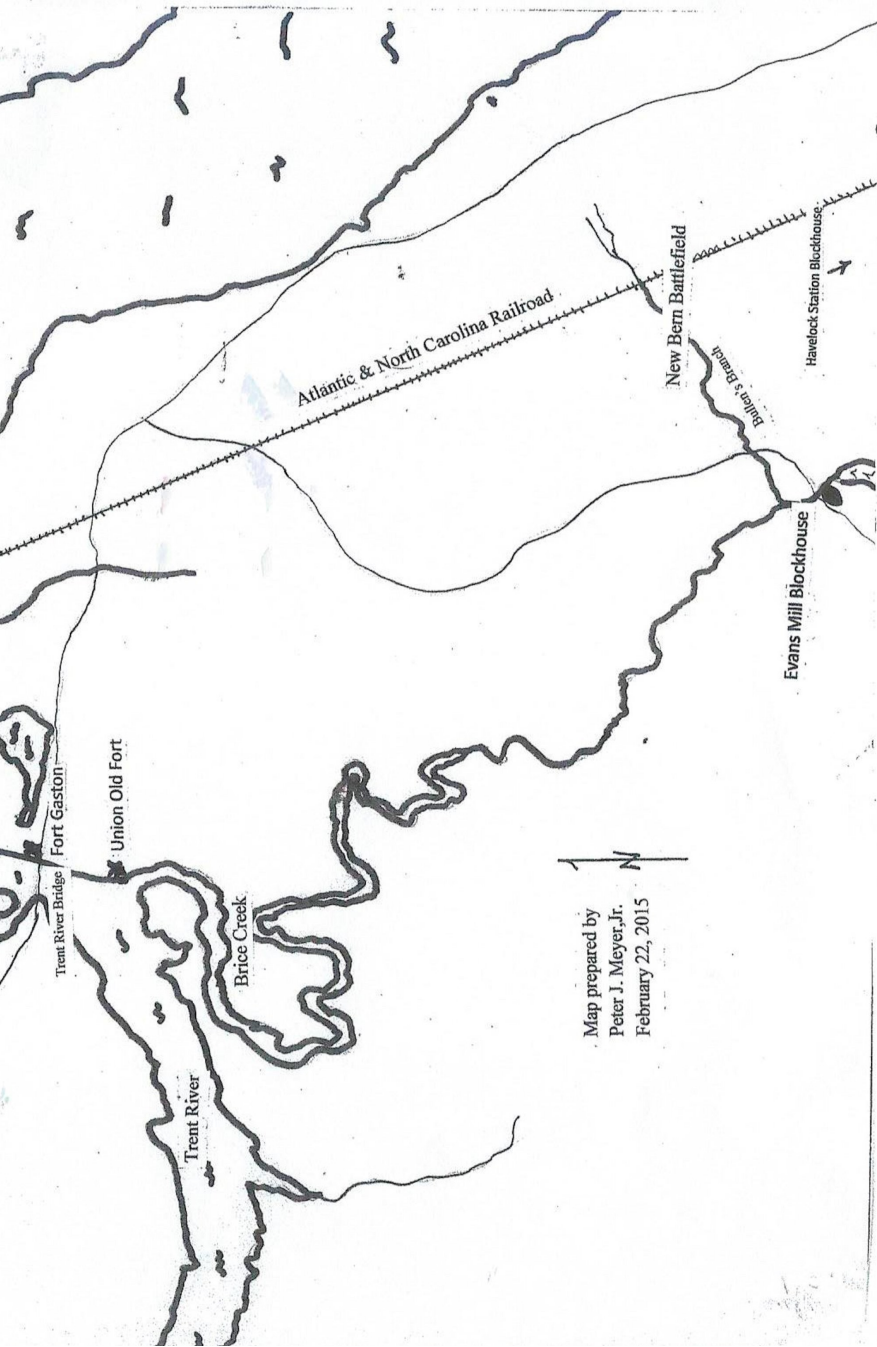 Atlantic & North Carolina Railroad
New Bern Battlefield
Bullen's Branch
Havelock Station Blockhouse
Evans Mill Blockhouse
Fort Gaston
Trent River Bridge
Union Old Fort
Brice Creek
Trent River
N
Map prepared by
Peter J. Meyer,Jr.
February 22, 2015